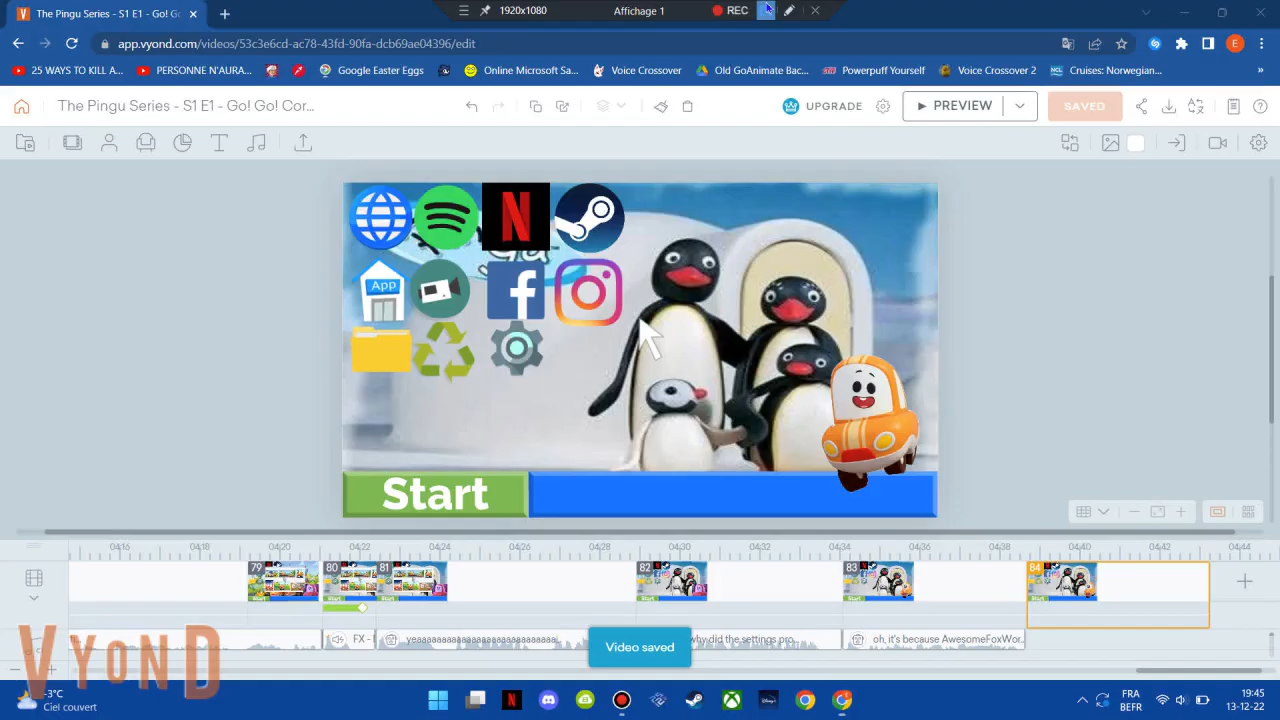 The Pingu Series - S1 E1 - Go! Go
1920x1080
Affichage 1
REC
app.vyond.com/videos/53c3e6cd-ac78-43fd-90fa-dcb69ae04396/edit
25 WAYS TO KILL A...
PERSONNE N'AURA...
Google Easter Eggs
Online Microsoft Sa...
Voice Crossover
Old GoAnimate Bac...
Powerpuff Yourself
Voice Crossover 2
NCL
Cruises: Norwegian...
»
The Pingu Series - S1 E1 - Go! Go! Cor...
UPGRADE
PREVIEW
SAVED
N
App
f
Start
04:16
04:18
04:20
04:22
04:24
04:26
04:28
04:30
04:32
04:34
04:36
04:38
04:40
04:42
04:44
79
80
81
82
83
84
FX - I
yeaaaaaaaaaaaaaaaaaaaaaaaaaaaa...
why did the settings pro...
oh, it's because AwesomeFoxWor...
Video saved
VYOND
-3°C
Ciel couvert
FRA
BEFR
19:45
13-12-22